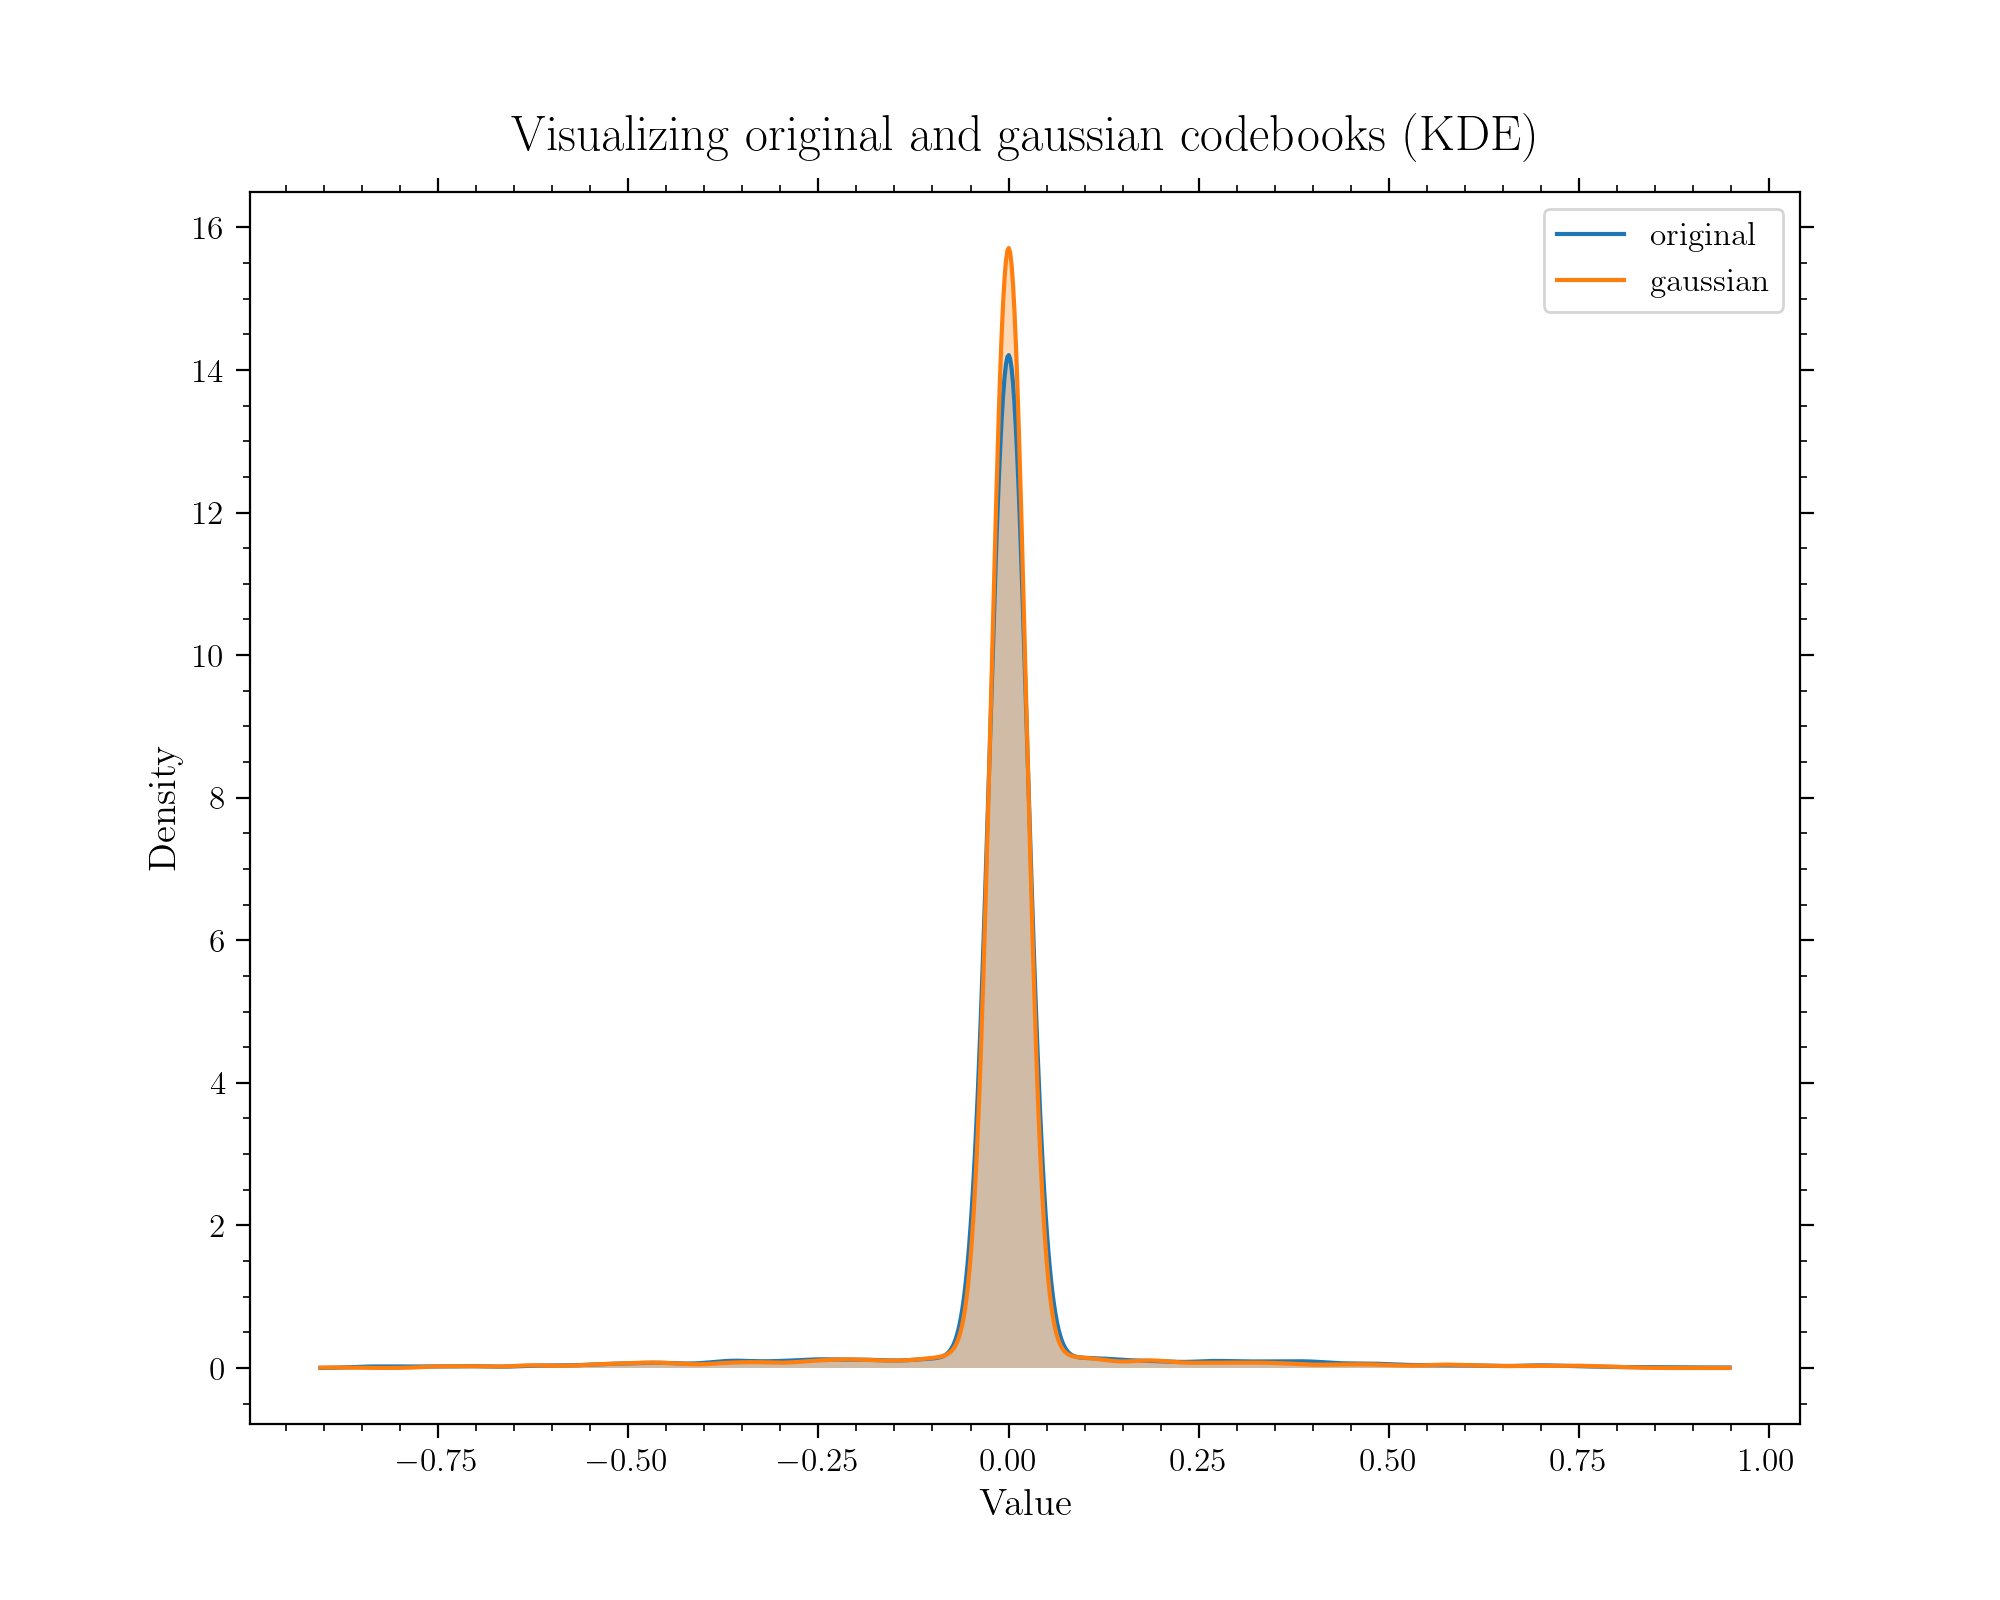 Visualizing original and gaussian codebooks (KDE)
original
gaussian
16
14
12
10
8
6
4
2
0
Density
−0.75 −0.50 −0.25 0.00 0.25 0.50 0.75 1.00
Value